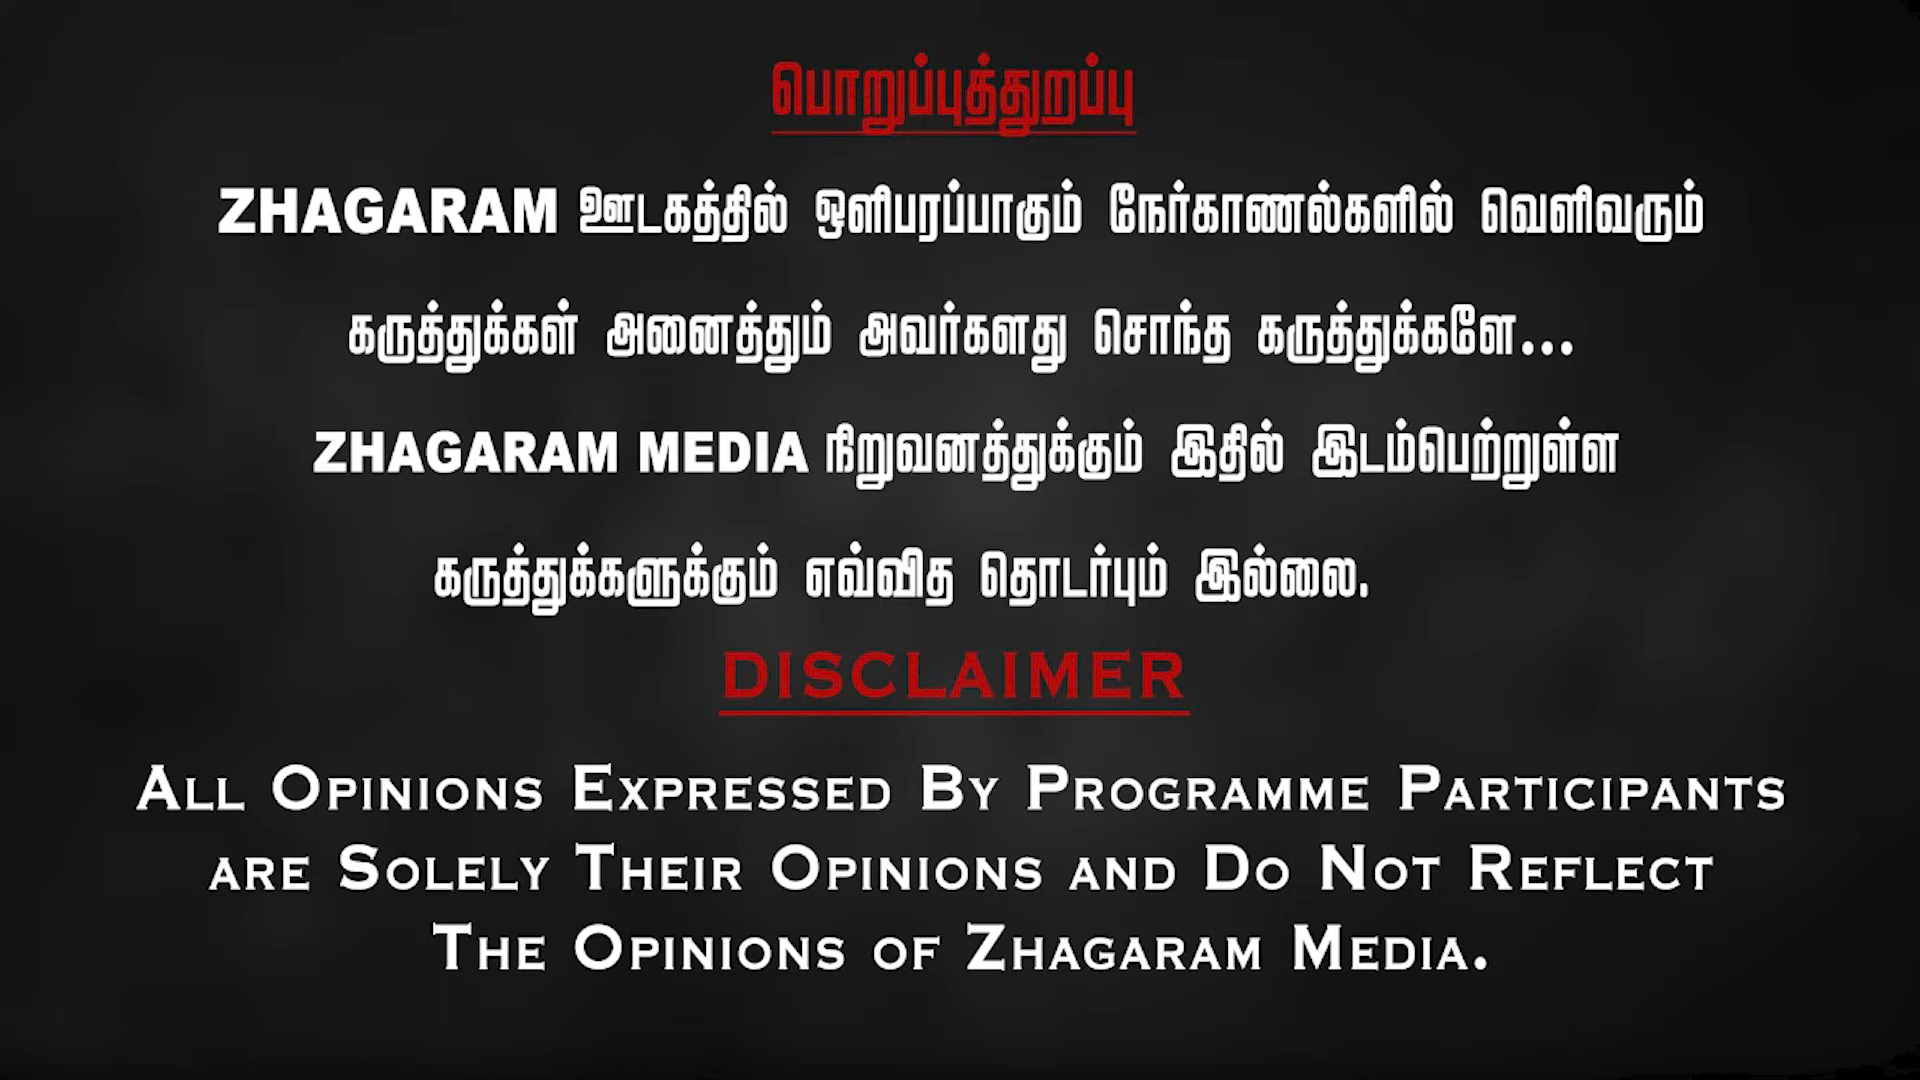 பொறுப்புத்துறப்பு
ZHAGARAM ஊடகத்தில் ஒளிபரப்பாகும் நேர்காணல்களில் வெளிவரும்
கருத்துக்கள் அனைத்தும் அவர்களது சொந்த கருத்துக்களே...
ZHAGARAM MEDIA நிறுவனத்துக்கும் இதில் இடம்பெற்றுள்ள
கருத்துக்களுக்கும் எவ்வித தொடர்பும் இல்லை.
DISCLAIMER
All Opinions Expressed By Programme Participants
are Solely Their Opinions and Do Not Reflect
The Opinions of Zhagaram Media.